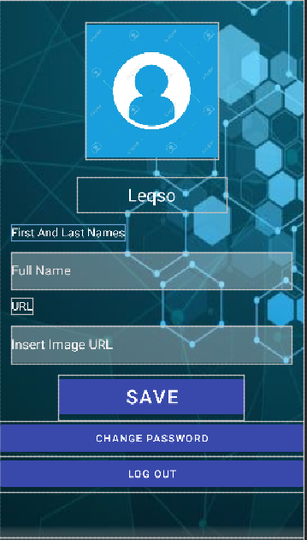 Leqso
First And Last Names
Full Name
URL
Insert Image URL
SAVE
CHANGE PASSWORD
LOG OUT